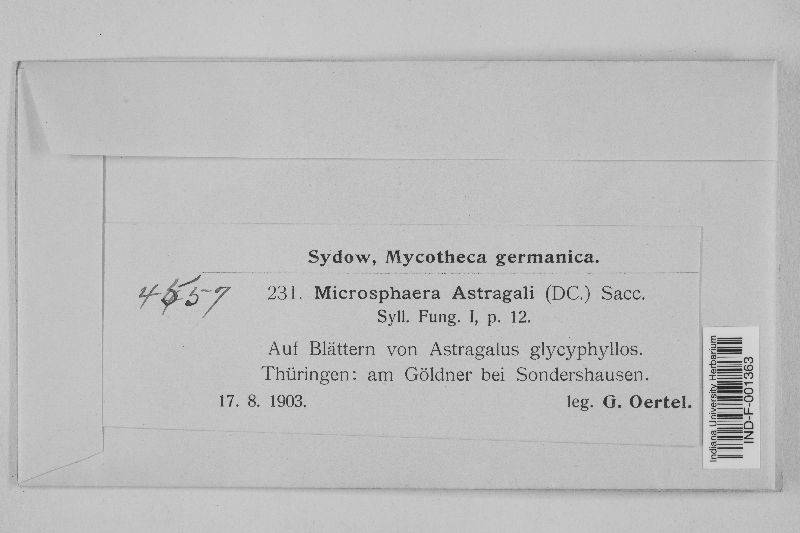 Sydow, Mycotheca germanica.
231. Microsphaera Astragali (DC.) Sacc.
Syll. Fung. I, p. 12.
Auf Blättern von Astragalus glycyphyllos.
Thüringen: am Göldner bei Sondershausen.
17. 8. 1903. leg. G. Oertel.
Indiana University Herbarium
IND-F-001363